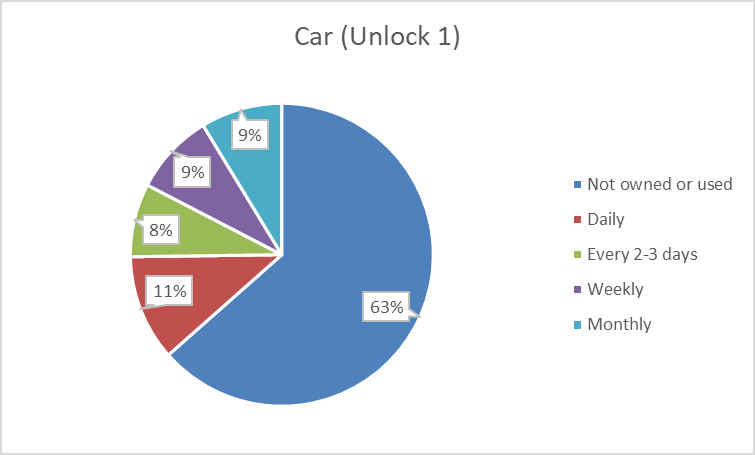 Car (Unlock 1)
9%
9%
8%
11%
63%
Not owned or used
Daily
Every 2-3 days
Weekly
Monthly